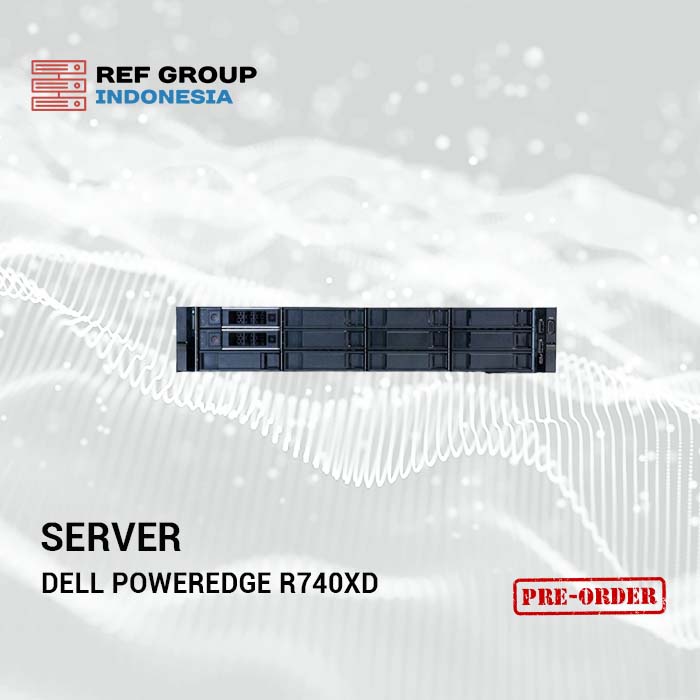 REF GROUP
INDONESIA
SERVER
DELL POWEREDGE R740XD
PRE-ORDER